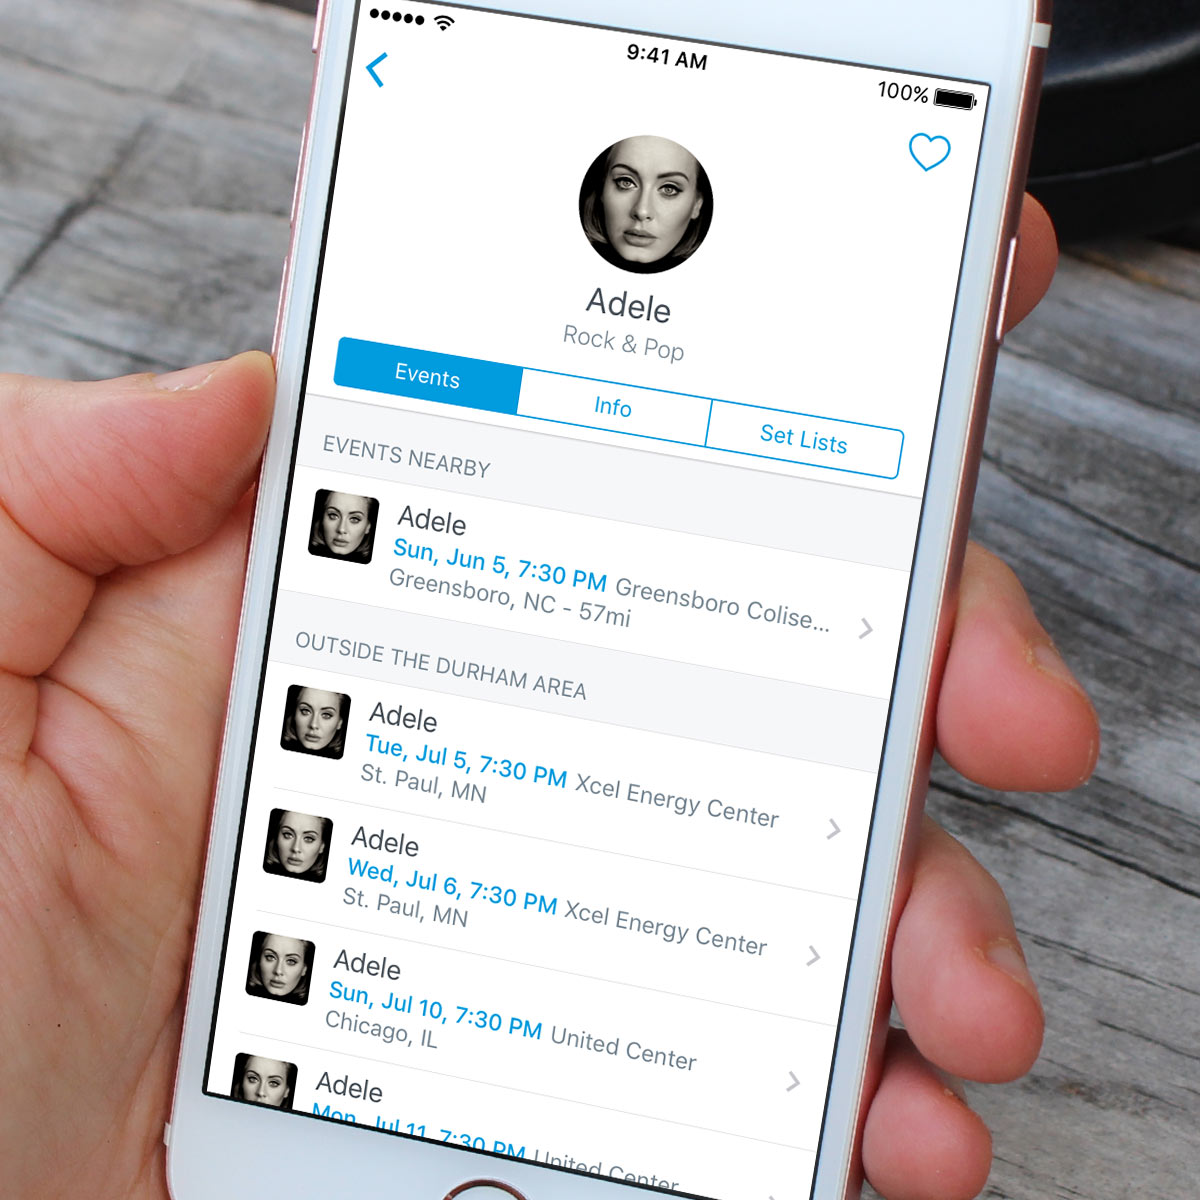 9:41 AM
100%
Adele
Rock & Pop
Events
Info
Set Lists
EVENTS NEARBY
Adele
Sun, Jun 5, 7:30 PM Greensboro Colise...
Greensboro, NC - 57mi
OUTSIDE THE DURHAM AREA
Adele
Tue, Jul 5, 7:30 PM Xcel Energy Center
St. Paul, MN
Adele
Wed, Jul 6, 7:30 PM Xcel Energy Center
St. Paul, MN
Adele
Sun, Jul 10, 7:30 PM United Center
Chicago, IL
Adele
Mon, Jul 11, 7:30 PM United Center